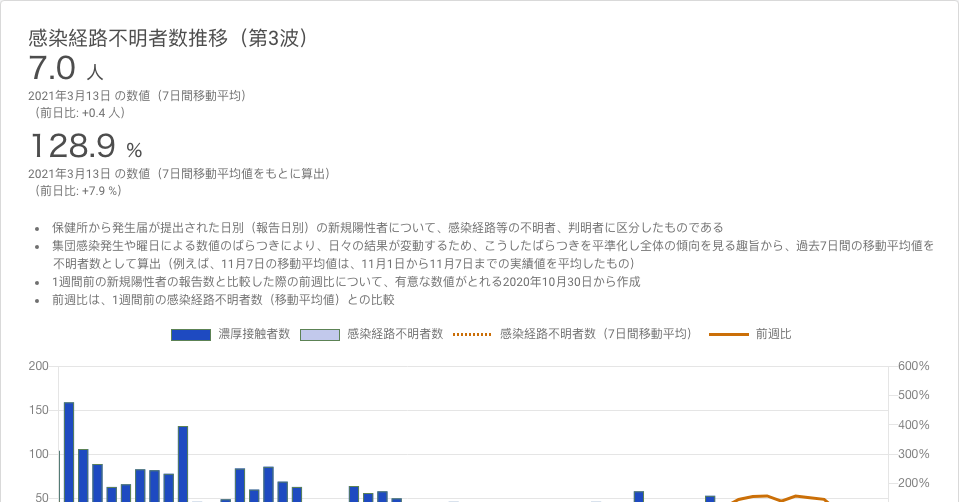 感染経路不明者数推移（第3波）
7.0 人
2021年3月13日 の数値（7日間移動平均）
（前日比: +0.4 人）
128.9 %
2021年3月13日 の数値（7日間移動平均値をもとに算出）
（前日比: +7.9 %）
保健所から発生届が提出された日別（報告日別）の新規陽性者について、感染経路等の不明者、判明者に区分したものである
集団感染発生や曜日による数値のばらつきにより、日々の結果が変動するため、こうしたばらつきを平準化し全体の傾向を見る趣旨から、過去7日間の移動平均値を
不明者数として算出（例えば、11月7日の移動平均値は、11月1日から11月7日までの実績値を平均したもの）
1週間前の新規陽性者の報告数と比較した際の前週比について、有意な数値がとれる2020年10月30日から作成
前週比は、1週間前の感染経路不明者数（移動平均値）との比較
濃厚接触者数 感染経路不明者数 感染経路不明者数（7日間移動平均） 前週比
200 600%
500%
150
400%
100 300%
200%
50